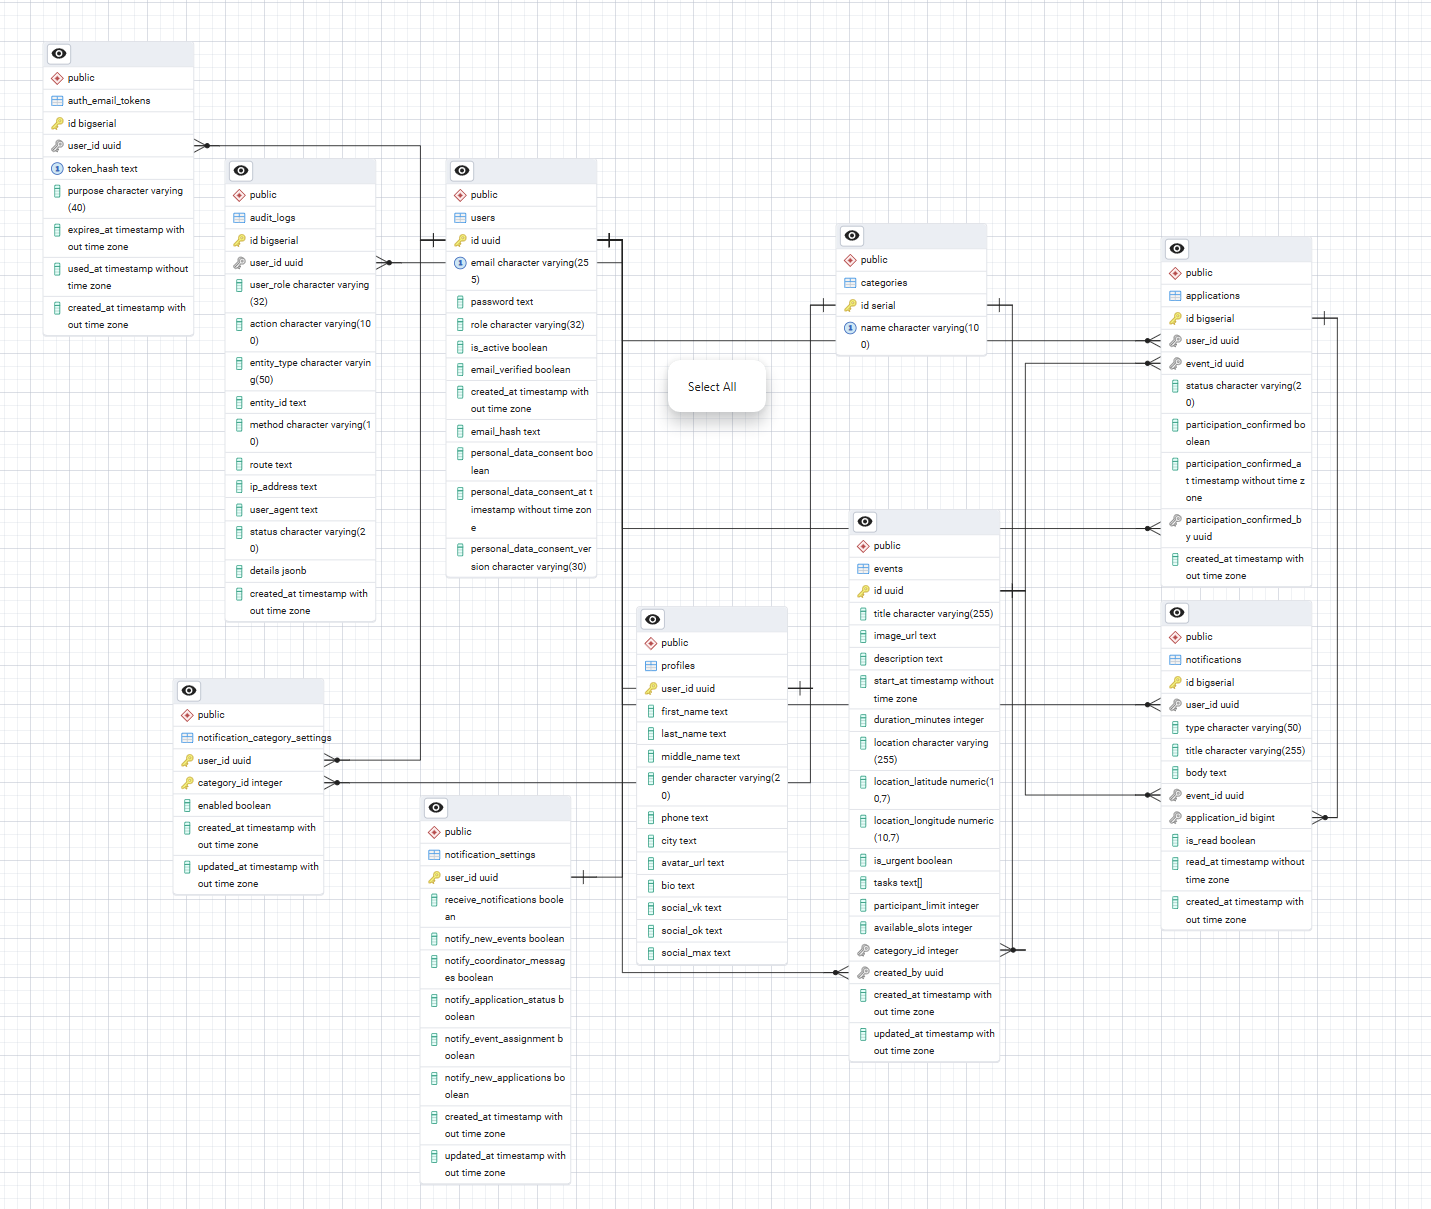 public
auth_email_tokens
id bigserial
user_id uuid
token_hash text
purpose character varying
(40)
expires_at timestamp with
out time zone
used_at timestamp without
time zone
created_at timestamp with
out time zone
public
audit_logs
id bigserial
user_id uuid
user_role character varying
(32)
action character varying(10
0)
entity_type character varyin
g(50)
entity_id text
method character varying(1
0)
route text
ip_address text
user_agent text
status character varying(2
0)
details jsonb
created_at timestamp with
out time zone
public
users
id uuid
email character varying(25
5)
password text
role character varying(32)
is_active boolean
email_verified boolean
created_at timestamp with
out time zone
email_hash text
personal_data_consent boo
lean
personal_data_consent_at t
imestamp without time zon
e
personal_data_consent_ver
sion character varying(30)
Select All
public
categories
id serial
name character varying(10
0)
public
applications
id bigserial
user_id uuid
event_id uuid
status character varying(2
0)
participation_confirmed bo
olean
participation_confirmed_a
t timestamp without time z
one
participation_confirmed_b
y uuid
created_at timestamp with
out time zone
public
events
id uuid
title character varying(255)
image_url text
description text
start_at timestamp without
time zone
duration_minutes integer
location character varying
(255)
location_latitude numeric(1
0,7)
location_longitude numeric
(10,7)
is_urgent boolean
tasks text[]
participant_limit integer
available_slots integer
category_id integer
created_by uuid
created_at timestamp with
out time zone
updated_at timestamp with
out time zone
public
profiles
user_id uuid
first_name text
last_name text
middle_name text
gender character varying(2
0)
phone text
city text
avatar_url text
bio text
social_vk text
social_ok text
social_max text
public
notifications
id bigserial
user_id uuid
type character varying(50)
title character varying(255)
body text
event_id uuid
application_id bigint
is_read boolean
read_at timestamp without
time zone
created_at timestamp with
out time zone
public
notification_category_settings
user_id uuid
category_id integer
enabled boolean
created_at timestamp with
out time zone
updated_at timestamp with
out time zone
public
notification_settings
user_id uuid
receive_notifications boole
an
notify_new_events boolean
notify_coordinator_messag
es boolean
notify_application_status b
oolean
notify_event_assignment b
oolean
notify_new_applications bo
olean
created_at timestamp with
out time zone
updated_at timestamp with
out time zone